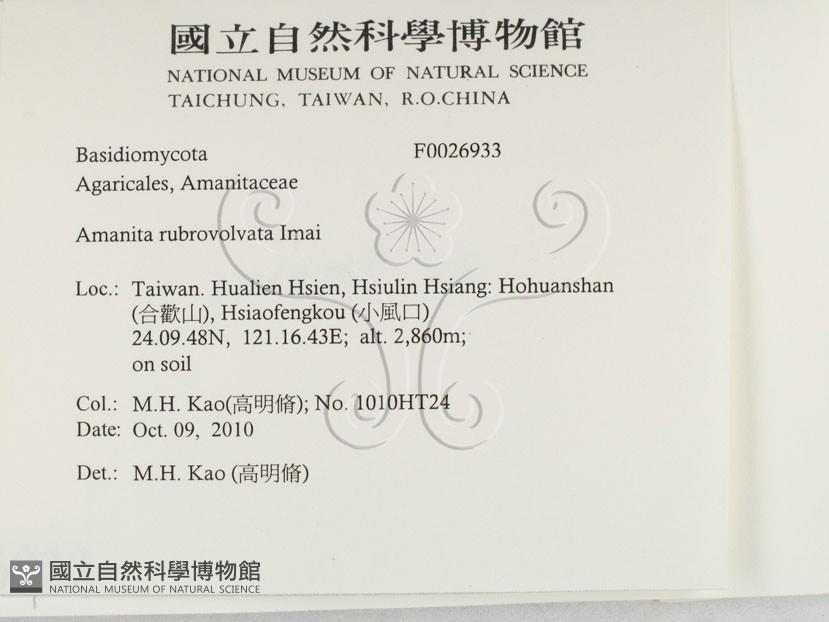 國立自然科學博物館
NATIONAL MUSEUM OF NATURAL SCIENCE
TAICHUNG, TAIWAN, R.O.CHINA
Basidiomycota F0026933
Agaricales, Amanitaceae
Amanita rubrovolvata Imai
Loc.: Taiwan. Hualien Hsien, Hsiulin Hsiang: Hohuanshan
(合歡山), Hsiaofengkou (小風口)
24.09.48N, 121.16.43E; alt. 2,860m;
on soil
Col.: M.H. Kao(高明脩); No. 1010HT24
Date: Oct. 09, 2010
Det.: M.H. Kao (高明脩)
國立自然科學博物館
NATIONAL MUSEUM OF NATURAL SCIENCE